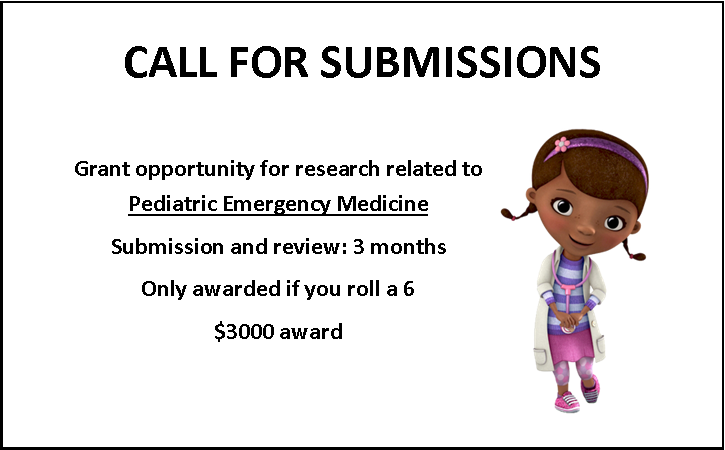 CALL FOR SUBMISSIONS
Grant opportunity for research related to
Pediatric Emergency Medicine
Submission and review: 3 months
Only awarded if you roll a 6
$3000 award